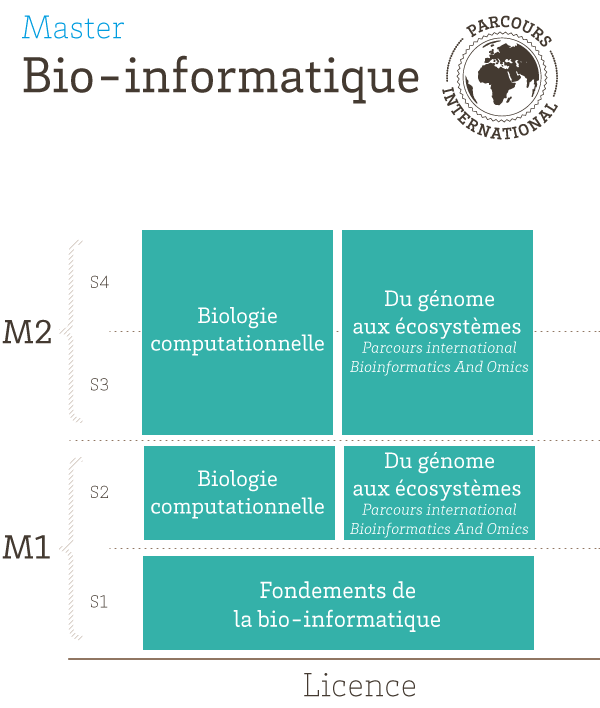 Master
Bio-informatique
PARCOURS
INTERNATIONAL
M2
S4
S3
Biologie
computationnelle
Du génome
aux écosystèmes
Parcours international
Bioinformatics And Omics
M1
S2
S1
Biologie
computationnelle
Du génome
aux écosystèmes
Parcours international
Bioinformatics And Omics
Fondements de
la bio-informatique
Licence